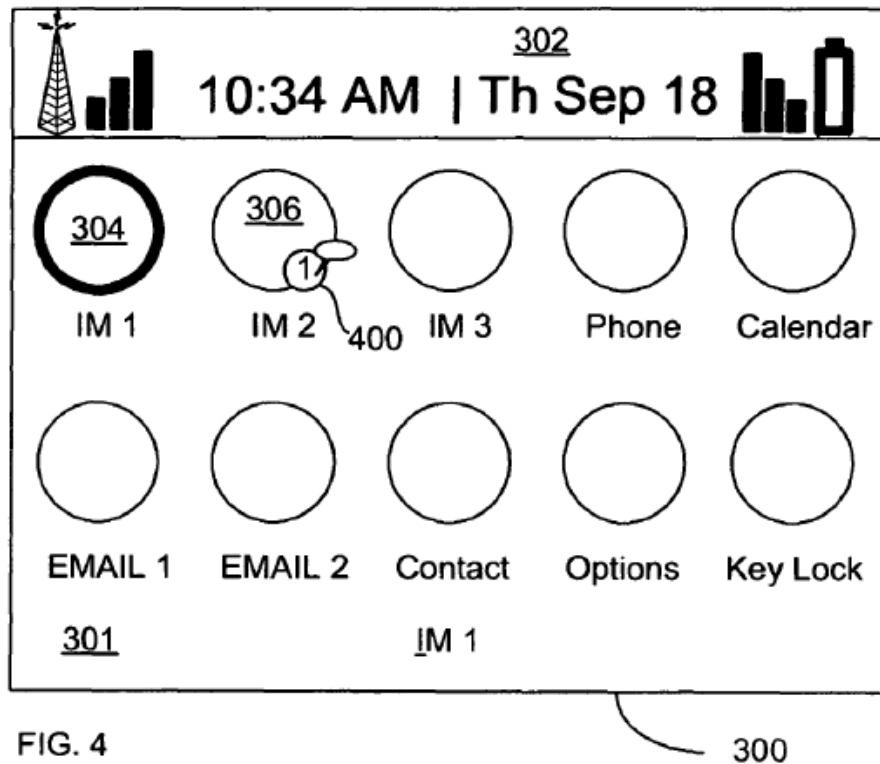 302
10:34 AM | Th Sep 18
304 306 1
IM 1 IM 2 400 IM 3 Phone Calendar
EMAIL 1 EMAIL 2 Contact Options Key Lock
301 IM 1
FIG. 4 300